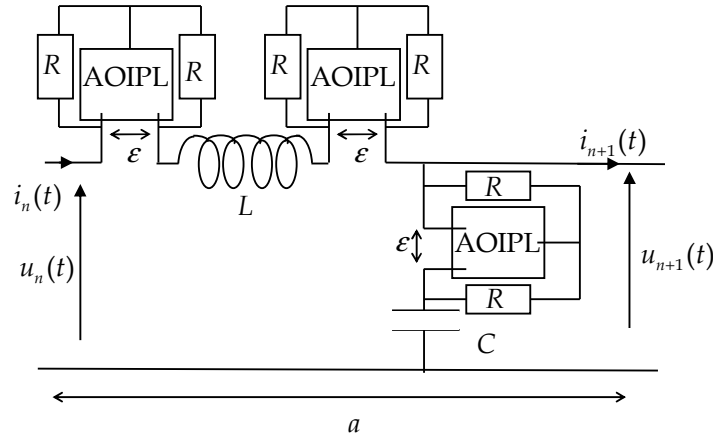 R AOIPL R R AOIPL R
ε ε
i_n(t) L i_{n+1}(t)
R
ε AOIPL
u_n(t) u_{n+1}(t)
R
C
a